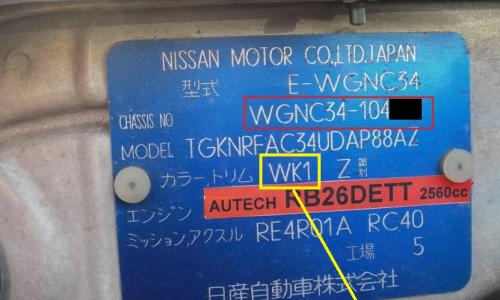 NISSAN MOTOR CO.,LTD.JAPAN
型式 E-WGNC34
CHASSIS NO WGNC34-104
MODEL TGKNRFAC34UDAP88AZ
カラー,トリム WK1 Z 識別
エンジン AUTECH RB26DETT 2560cc
ミッション,アクスル RE4R01A RC40
工場 5
日産自動車株式会社